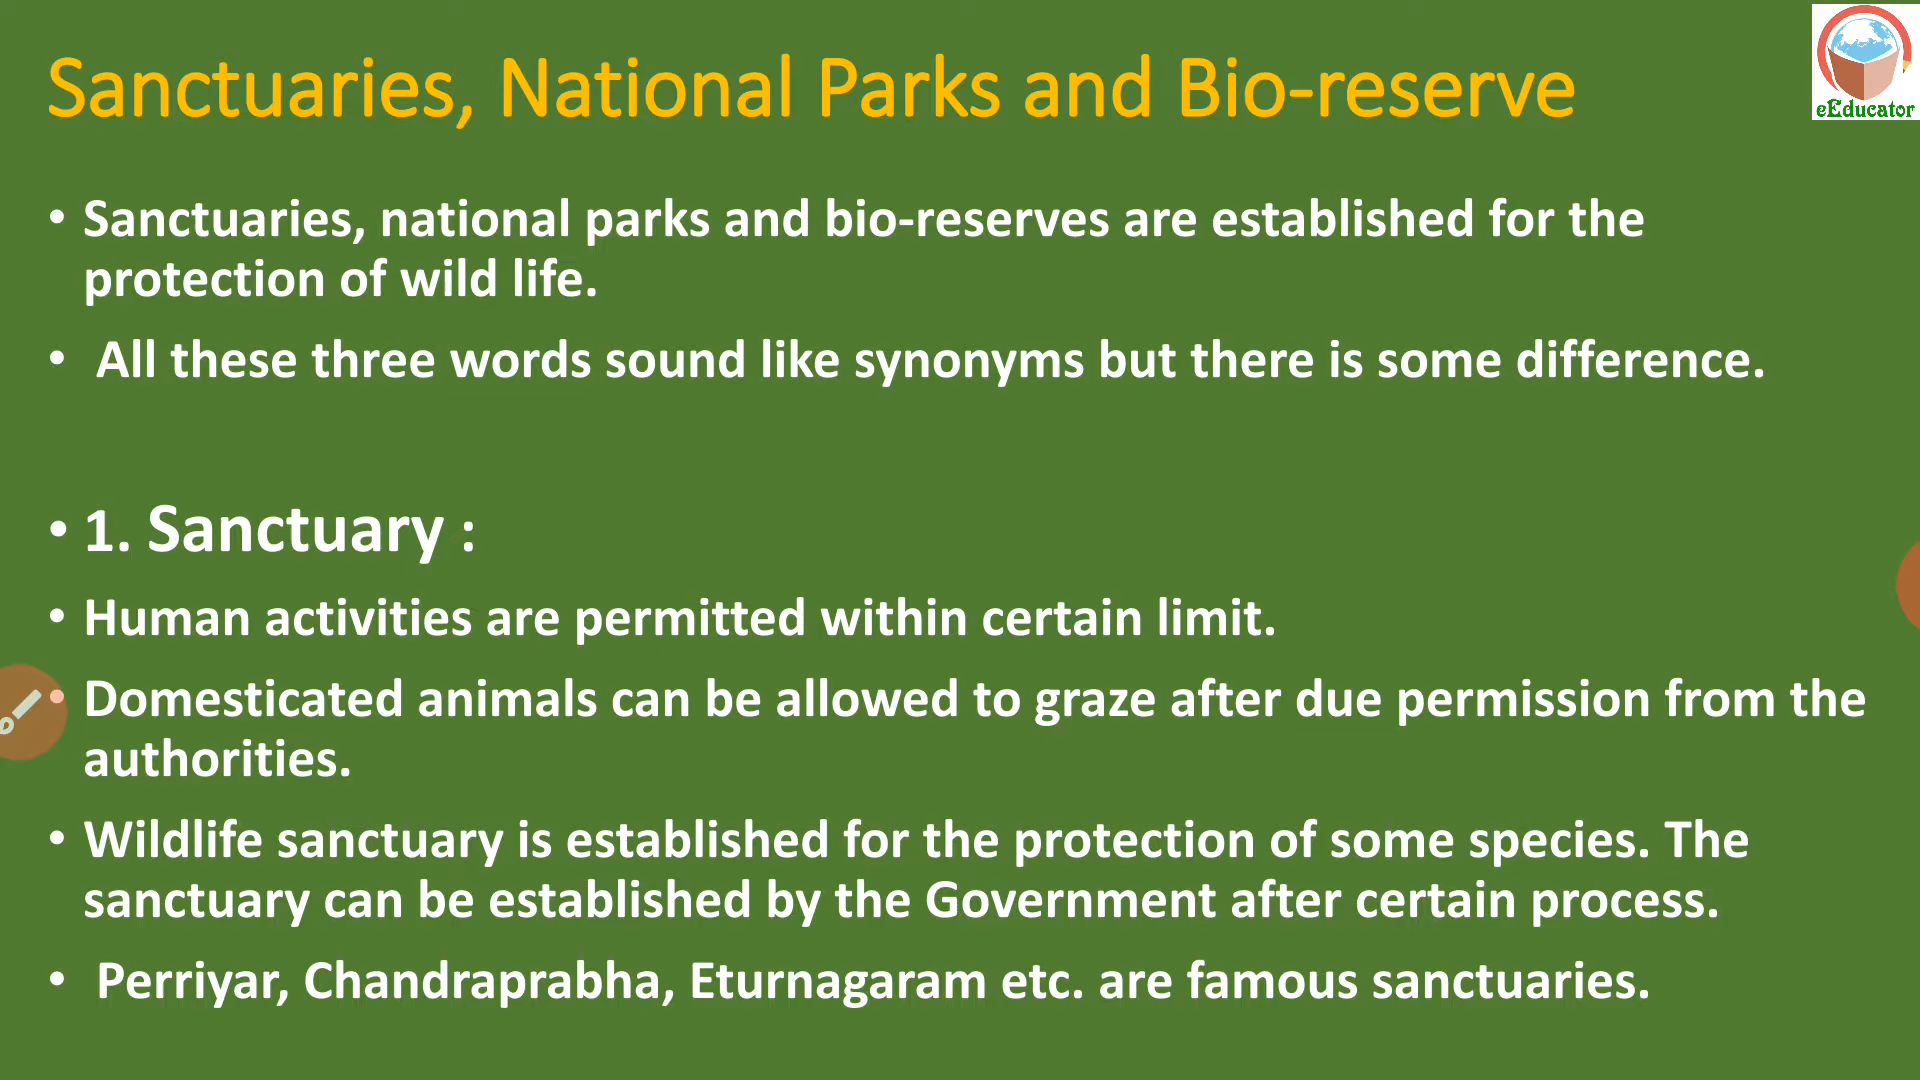 Sanctuaries, National Parks and Bio-reserve
eEducator
• Sanctuaries, national parks and bio-reserves are established for the
protection of wild life.
• All these three words sound like synonyms but there is some difference.
• 1. Sanctuary :
• Human activities are permitted within certain limit.
• Domesticated animals can be allowed to graze after due permission from the
authorities.
• Wildlife sanctuary is established for the protection of some species. The
sanctuary can be established by the Government after certain process.
• Perriyar, Chandraprabha, Eturnagaram etc. are famous sanctuaries.